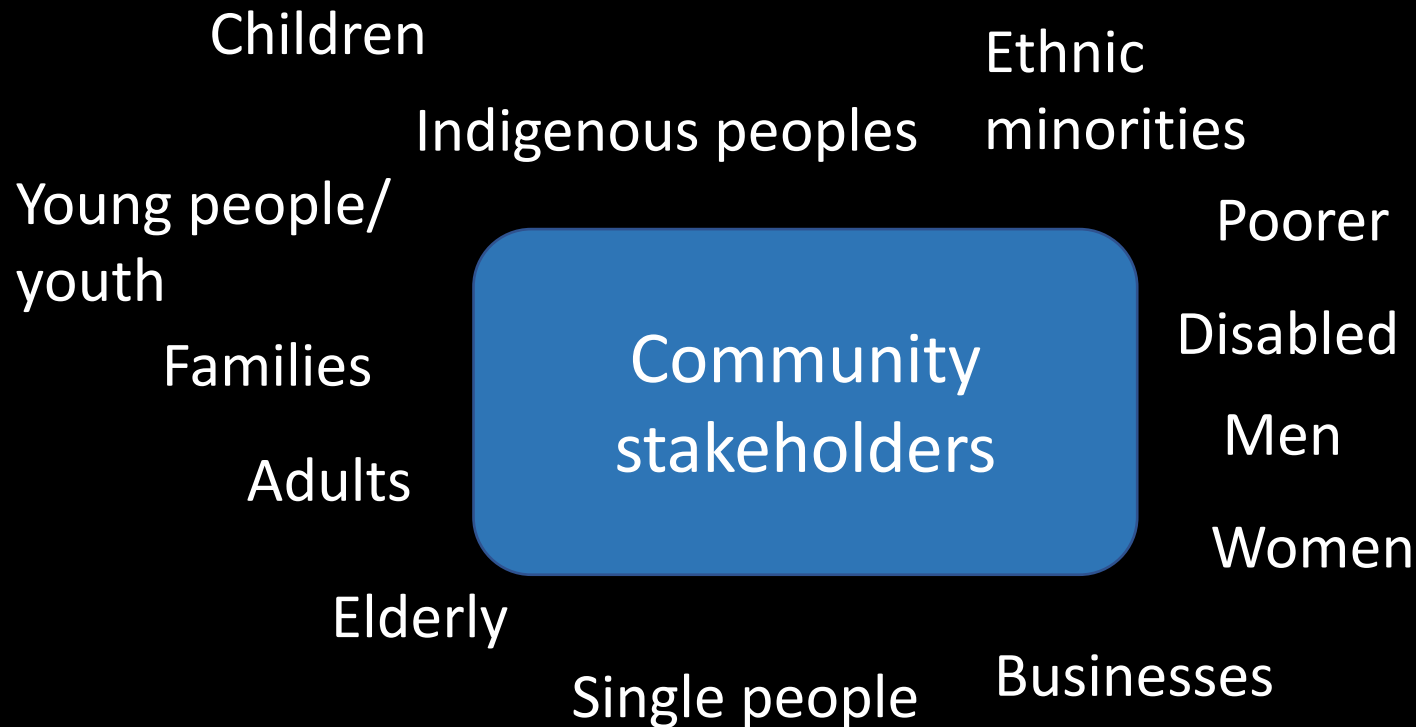 Children
Ethnic
minorities
Indigenous peoples
Young people/
youth
Poorer
Disabled
Families
Community
stakeholders
Men
Adults
Women
Elderly
Businesses
Single people